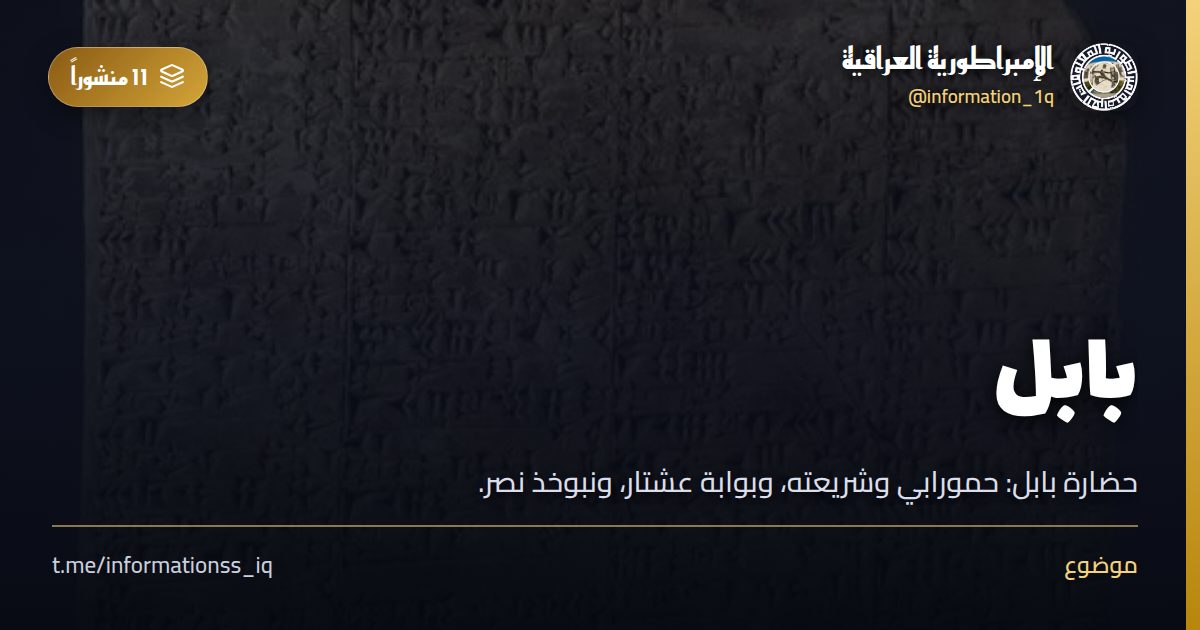 الإمبراطورية العراقية
@information_1q
11 منشوراً
بابل
حضارة بابل: حمورابي وشريعته، وبوابة عشتار، ونبوخذ نصر.
موضوع
t.me/informationss_iq